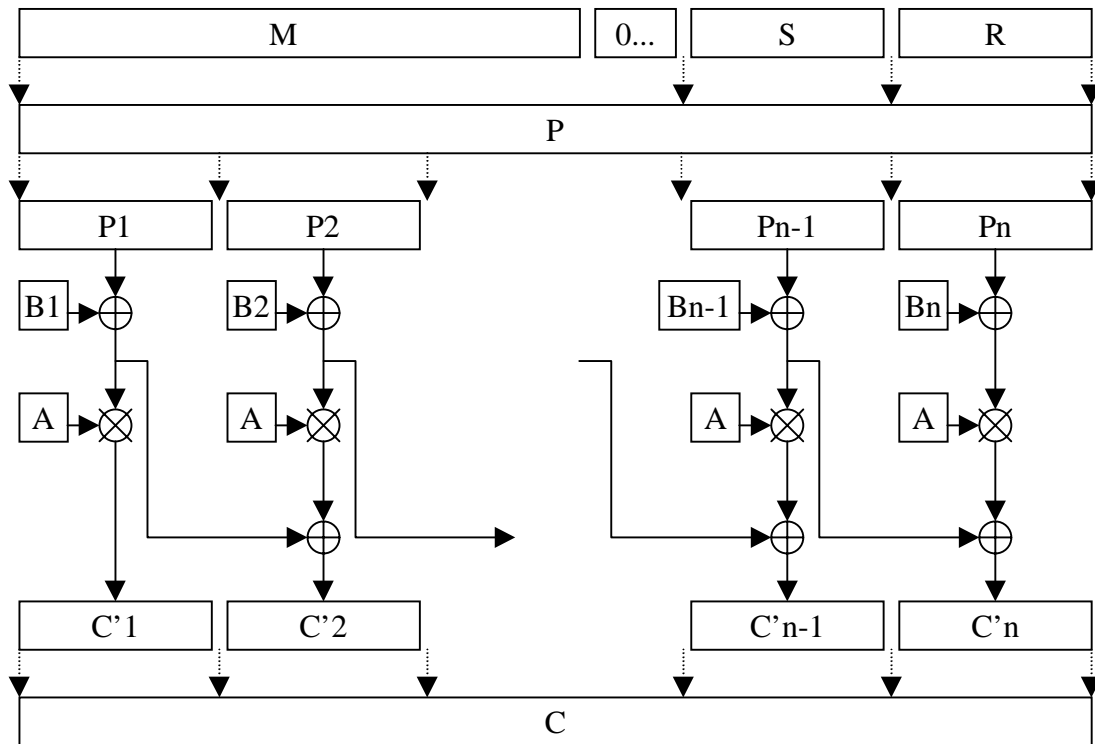 M 0... S R
P
P1 P2 Pn-1 Pn
B1 B2 Bn-1 Bn
A A A A
C'1 C'2 C'n-1 C'n
C